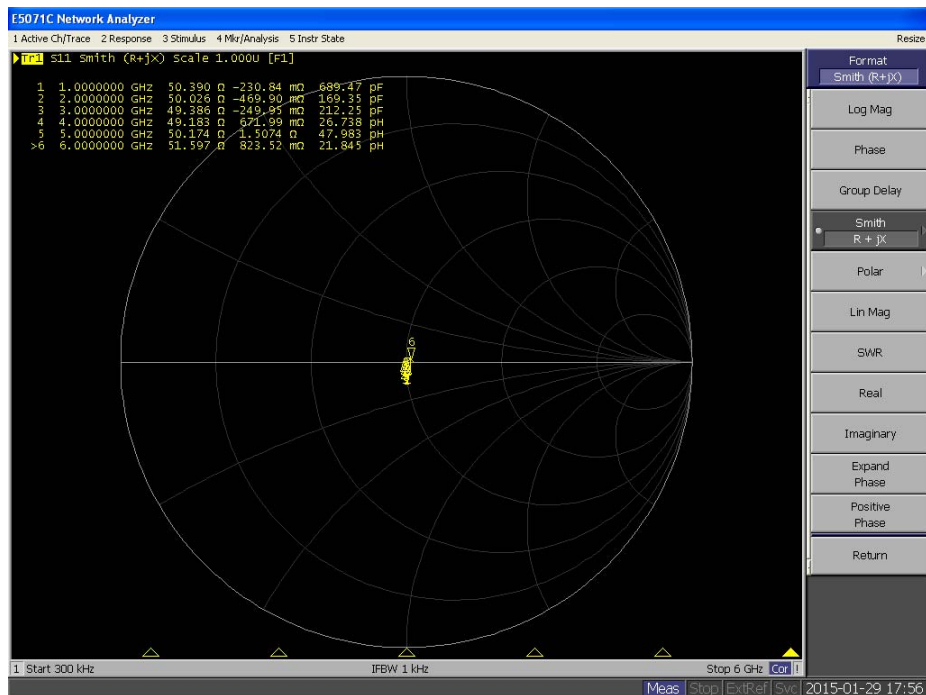 E5071C Network Analyzer
1 Active Ch/Trace 2 Response 3 Stimulus 4 Mkr/Analysis 5 Instr State
Resize
Tr1 S11 Smith (R+jX) Scale 1.000U [F1]
1 1.0000000 GHz 50.390 Ω -230.84 mΩ 689.47 pF
2 2.0000000 GHz 50.026 Ω -469.90 mΩ 169.35 pF
3 3.0000000 GHz 49.386 Ω -249.95 mΩ 212.25 pF
4 4.0000000 GHz 49.183 Ω 671.99 mΩ 26.738 pH
5 5.0000000 GHz 50.174 Ω 1.5074 Ω 47.983 pH
>6 6.0000000 GHz 51.597 Ω 823.52 mΩ 21.845 pH
6
Format
Smith (R+jX)
Log Mag
Phase
Group Delay
Smith
R + jX
Polar
Lin Mag
SWR
Real
Imaginary
Expand
Phase
Positive
Phase
Return
1 Start 300 kHz IFBW 1 kHz Stop 6 GHz Cor !
Meas Stop ExtRef Svc 2015-01-29 17:56